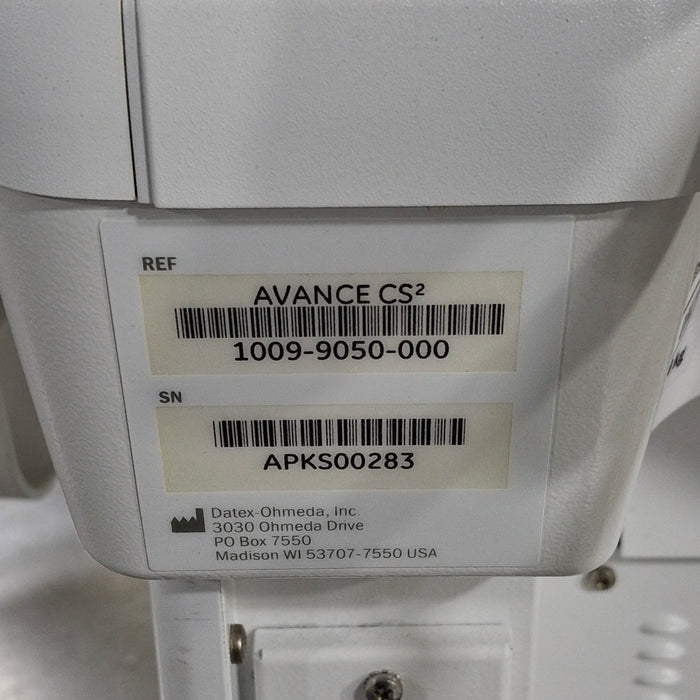 REF
AVANCE CS²
1009-9050-000
SN
APKS00283
Datex-Ohmeda, Inc.
3030 Ohmeda Drive
PO Box 7550
Madison WI 53707-7550 USA